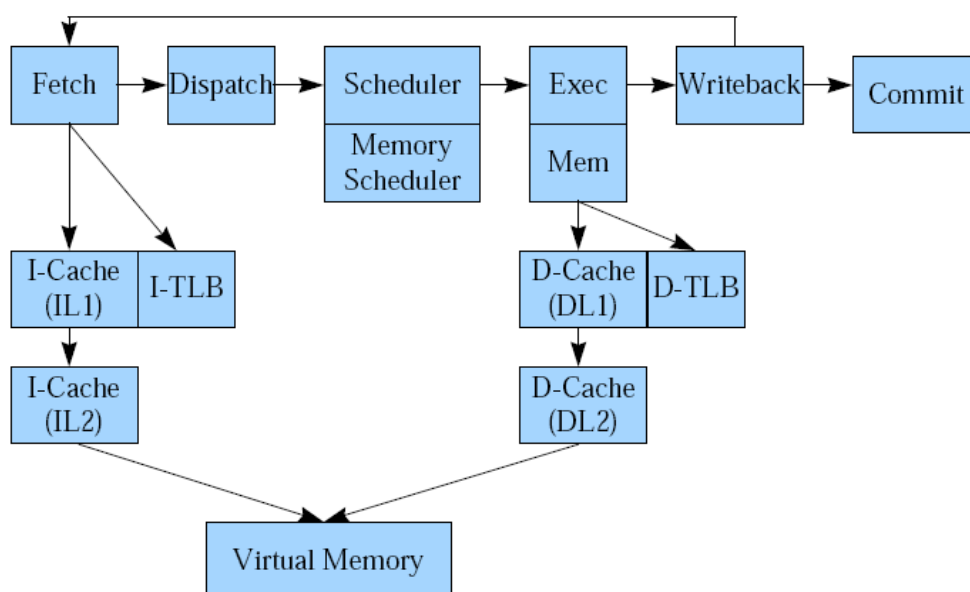 Fetch
Dispatch
Scheduler
Exec
Writeback
Commit
Memory
Scheduler
Mem
I-Cache
(IL1)
I-TLB
D-Cache
(DL1)
D-TLB
I-Cache
(IL2)
D-Cache
(DL2)
Virtual Memory